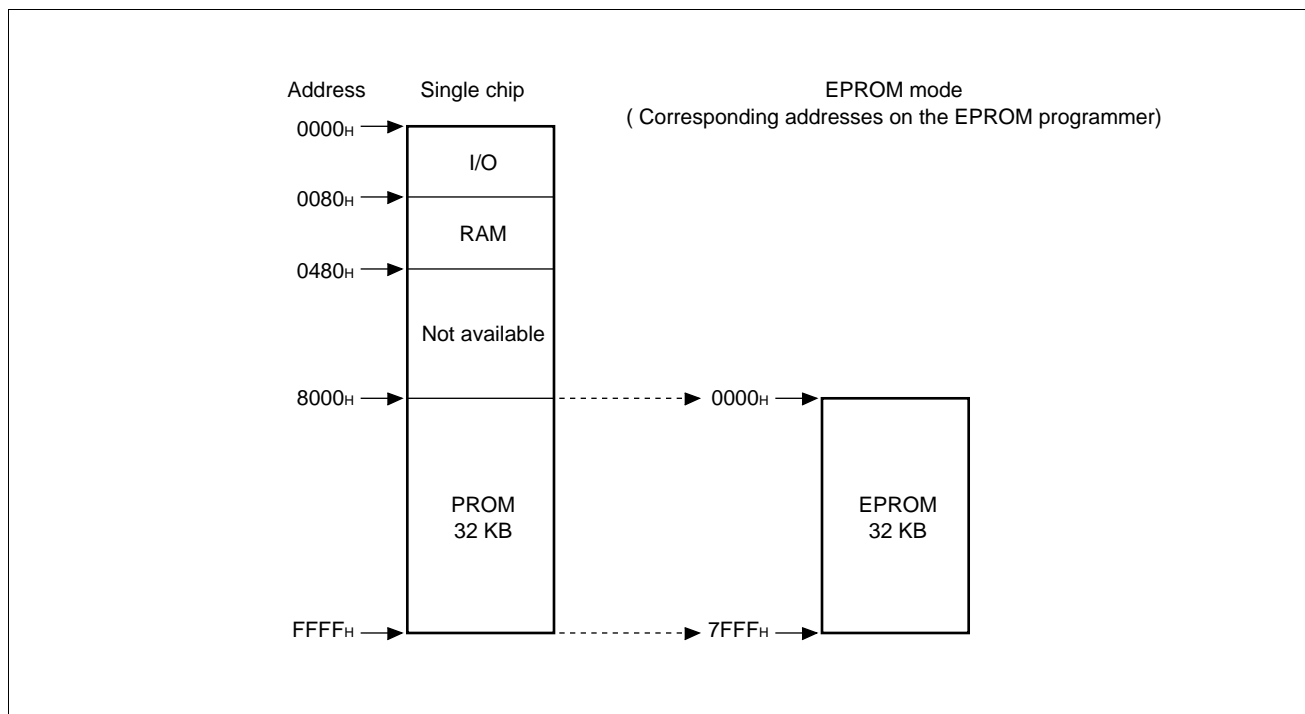 Address
Single chip
EPROM mode
( Corresponding addresses on the EPROM programmer)
0000H
I/O
0080H
RAM
0480H
Not available
8000H
0000H
PROM
32 KB
EPROM
32 KB
FFFFH
7FFFH